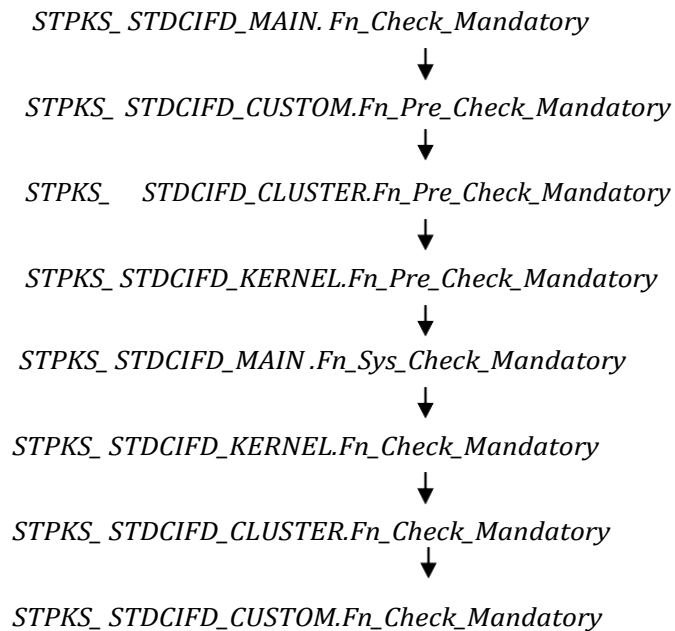 STPKS_ STDCIFD_MAIN. Fn_Check_Mandatory
STPKS_ STDCIFD_CUSTOM.Fn_Pre_Check_Mandatory
STPKS_ STDCIFD_CLUSTER.Fn_Pre_Check_Mandatory
STPKS_ STDCIFD_KERNEL.Fn_Pre_Check_Mandatory
STPKS_ STDCIFD_MAIN .Fn_Sys_Check_Mandatory
STPKS_ STDCIFD_KERNEL.Fn_Check_Mandatory
STPKS_ STDCIFD_CLUSTER.Fn_Check_Mandatory
STPKS_ STDCIFD_CUSTOM.Fn_Check_Mandatory